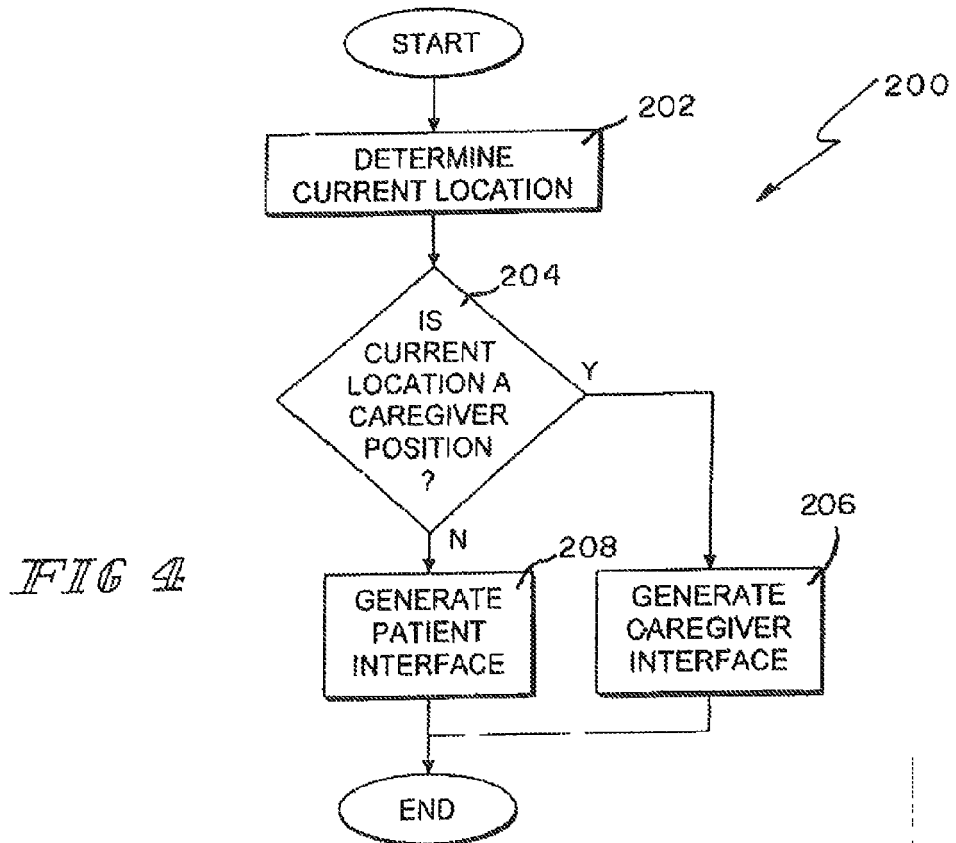 START
200
202
DETERMINE
CURRENT LOCATION
204
IS
CURRENT
LOCATION A
CAREGIVER
POSITION
?
Y
N
206
208
FIG 4
GENERATE
PATIENT
INTERFACE
GENERATE
CAREGIVER
INTERFACE
END